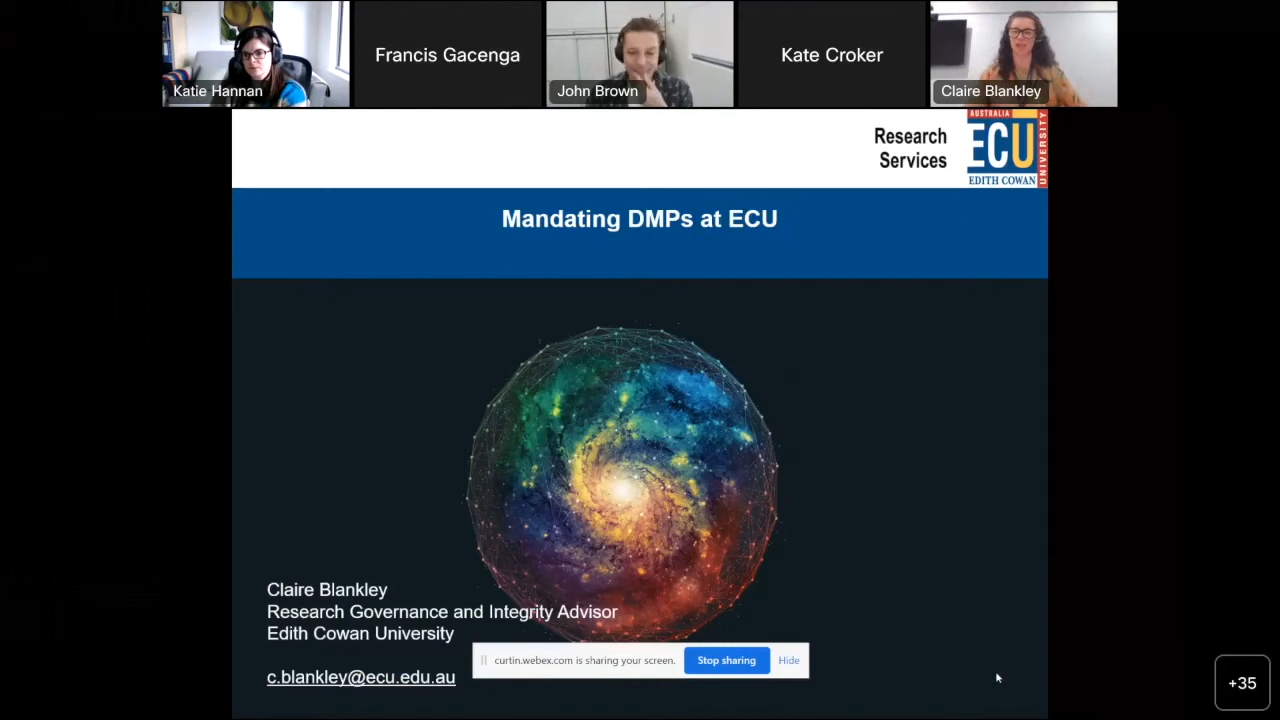 Katie Hannan
Francis Gacenga
John Brown
Kate Croker
Claire Blankley
Research
Services
AUSTRALIA
ECU
EDITH COWAN
UNIVERSITY
Mandating DMPs at ECU
Claire Blankley
Research Governance and Integrity Advisor
Edith Cowan University
c.blankley@ecu.edu.au
curtin.webex.com is sharing your screen.
Stop sharing
Hide
+35